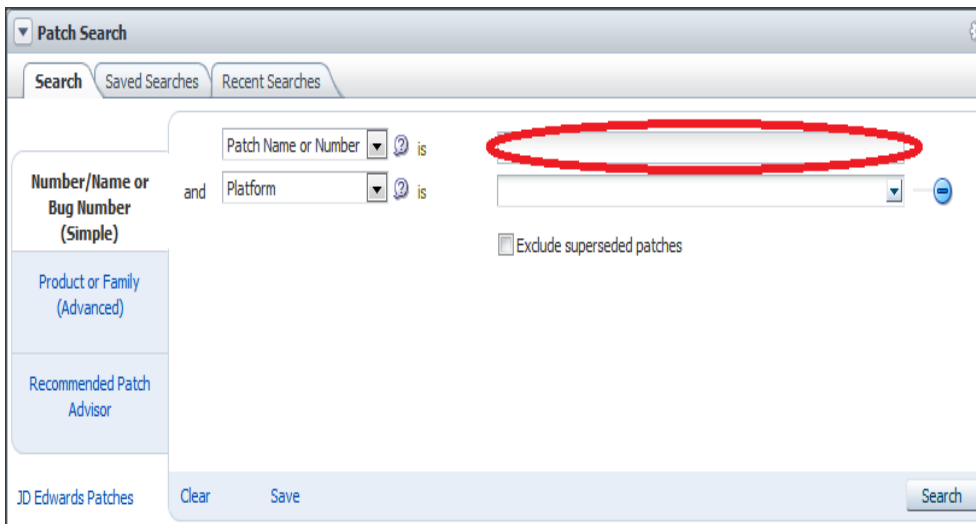 Patch Search
Search Saved Searches Recent Searches
Patch Name or Number is
Number/Name or
Bug Number
(Simple)
and Platform is
Exclude superseded patches
Product or Family
(Advanced)
Recommended Patch
Advisor
JD Edwards Patches
Clear Save Search